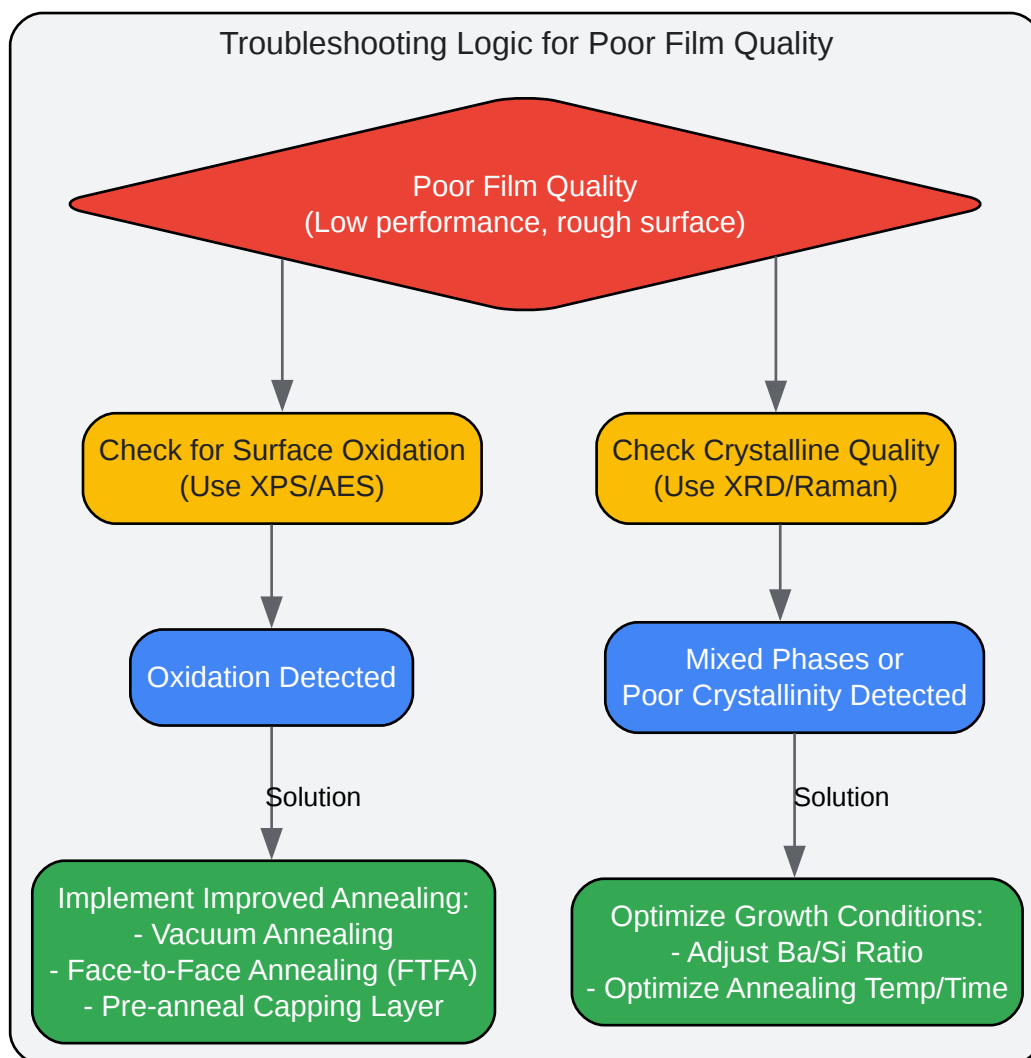 Troubleshooting Logic for Poor Film Quality
Poor Film Quality
(Low performance, rough surface)
Check for Surface Oxidation
(Use XPS/AES)
Check Crystalline Quality
(Use XRD/Raman)
Oxidation Detected
Mixed Phases or
Poor Crystallinity Detected
Solution
Solution
Implement Improved Annealing:
- Vacuum Annealing
- Face-to-Face Annealing (FTFA)
- Pre-anneal Capping Layer
Optimize Growth Conditions:
- Adjust Ba/Si Ratio
- Optimize Annealing Temp/Time